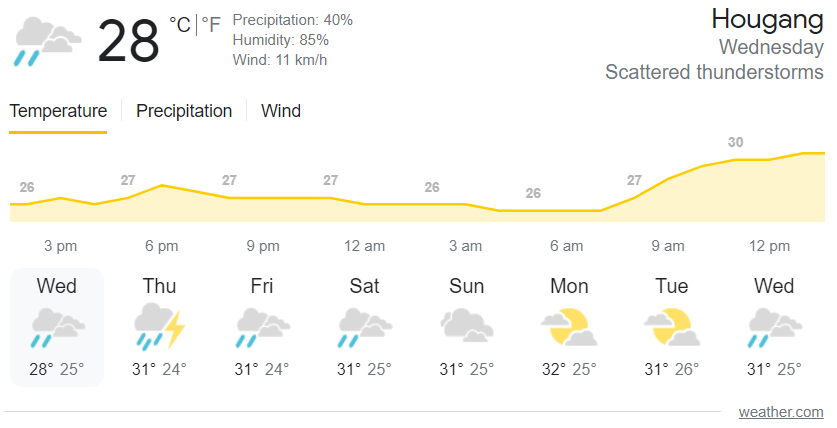 28 °C | °F
Precipitation: 40%
Humidity: 85%
Wind: 11 km/h
Hougang
Wednesday
Scattered thunderstorms
Temperature Precipitation Wind
26 27 27 27 26 26 27 30
3 pm 6 pm 9 pm 12 am 3 am 6 am 9 am 12 pm
Wed Thu Fri Sat Sun Mon Tue Wed
28° 25° 31° 24° 31° 24° 31° 25° 31° 25° 32° 25° 31° 26° 31° 25°
weather.com